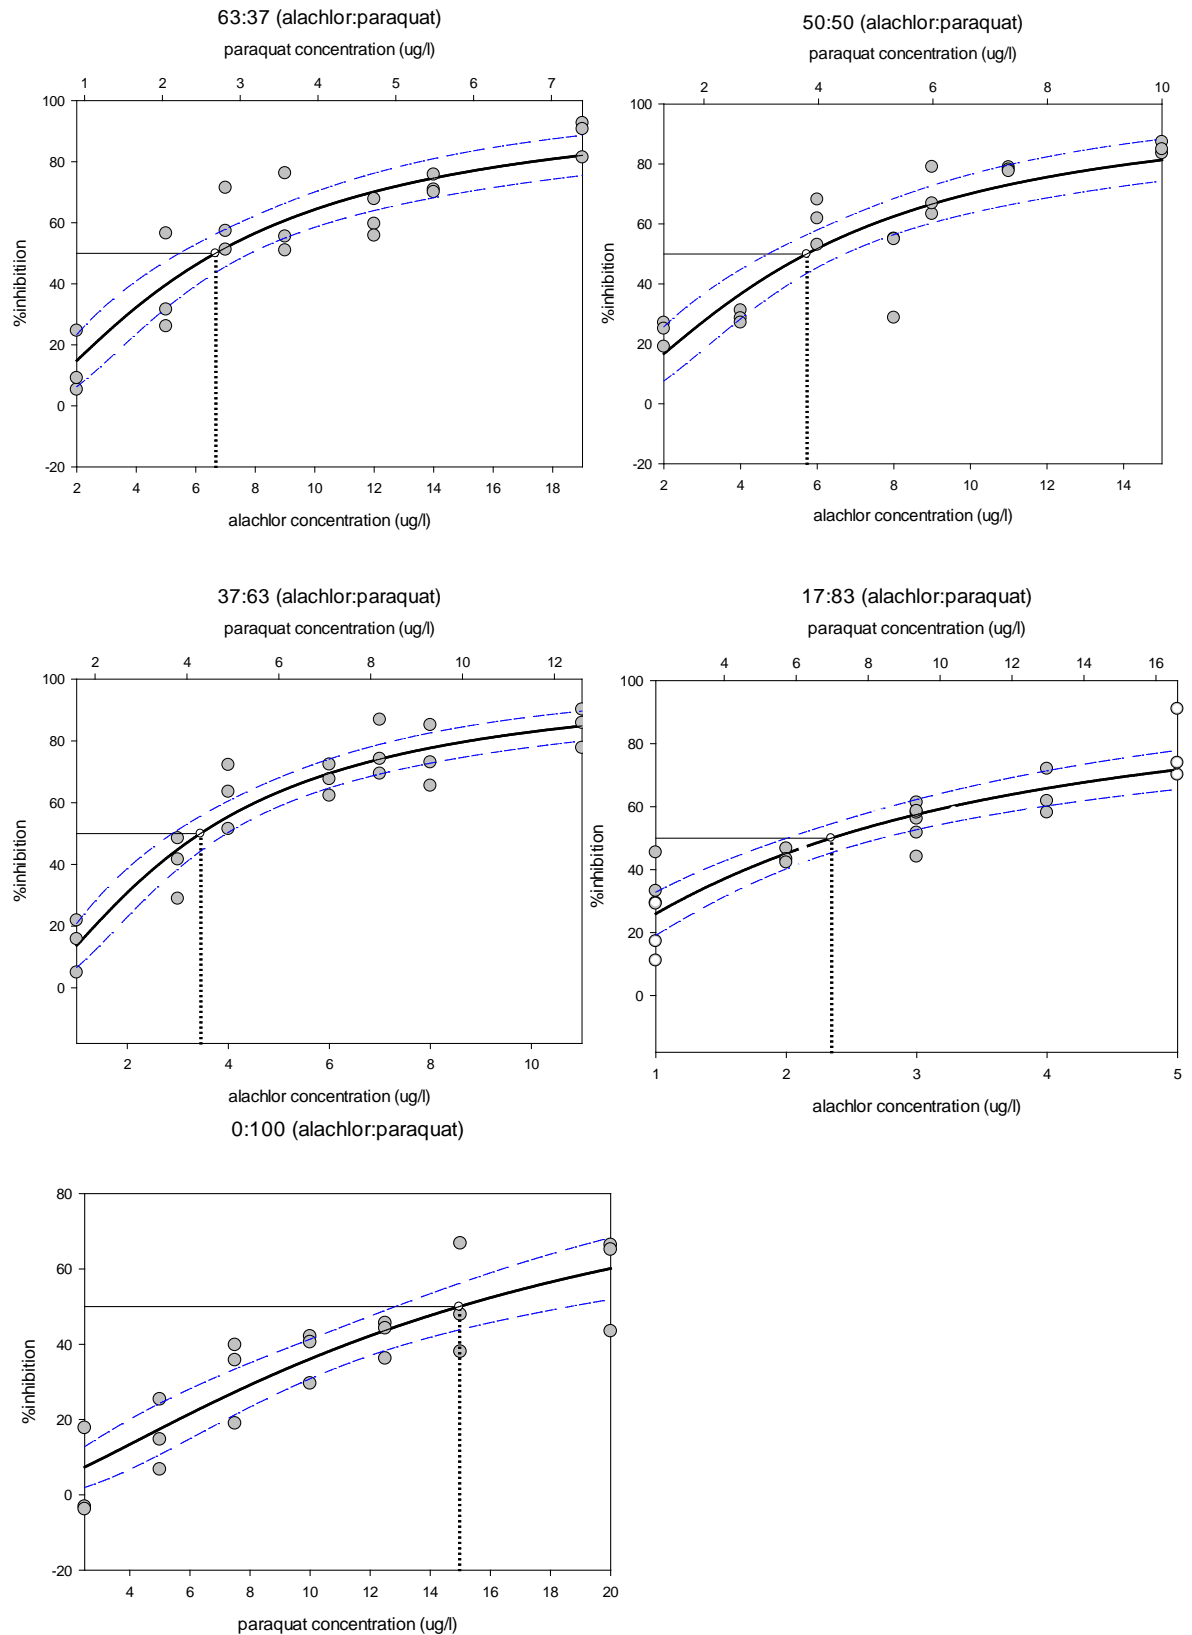 63:37 (alachlor:paraquat)
paraquat concentration (ug/l)
1 2 3 4 5 6 7
100
80
60
40
20
0
-20
%inhibitiion
2 4 6 8 10 12 14 16 18
alachlor concentration (ug/l)
50:50 (alachlor:paraquat)
paraquat concentration (ug/l)
2 4 6 8 10
100
80
60
40
20
0
-20
%inhibition
2 4 6 8 10 12 14
alachlor concentration (ug/l)
37:63 (alachlor:paraquat)
paraquat concentration (ug/l)
2 4 6 8 10 12
100
80
60
40
20
0
%inhibition
2 4 6 8 10
alachlor concentration (ug/l)
17:83 (alachlor:paraquat)
paraquat concentration (ug/l)
4 6 8 10 12 14 16
100
80
60
40
20
0
%inhibition
1 2 3 4 5
alachlor concentration (ug/l)
0:100 (alachlor:paraquat)
80
60
40
20
0
-20
%inhibition
4 6 8 10 12 14 16 18 20
paraquat concentration (ug/l)